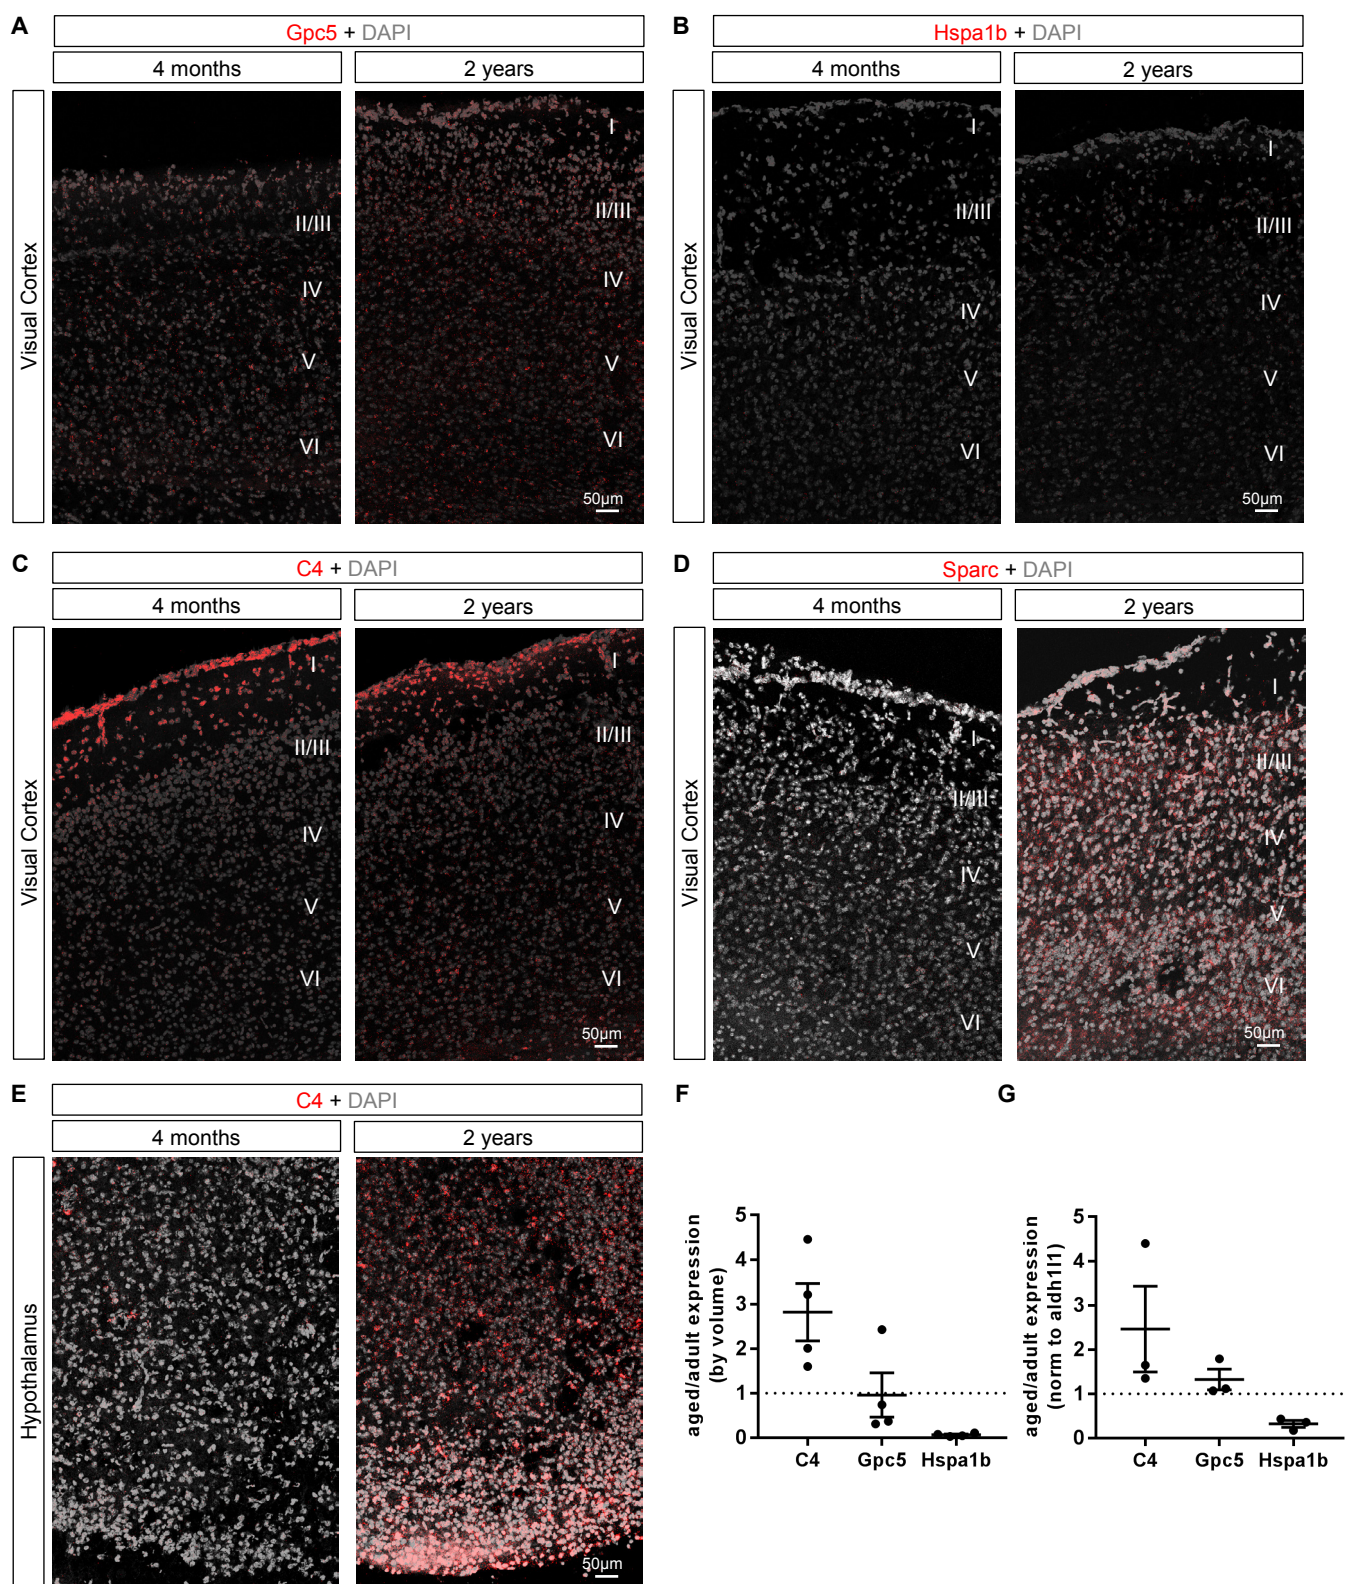 A
Gpc5 + DAPI
4 months
2 years
Visual Cortex
II/III
IV
V
VI
I
II/III
IV
V
VI
50µm
B
Hspa1b + DAPI
4 months
2 years
Visual Cortex
I
II/III
IV
V
VI
I
II/III
IV
V
VI
50µm
C
C4 + DAPI
4 months
2 years
Visual Cortex
I
II/III
IV
V
VI
I
II/III
IV
V
VI
50µm
D
Sparc + DAPI
4 months
2 years
Visual Cortex
I
II/III
IV
V
VI
I
II/III
IV
V
VI
50µm
E
C4 + DAPI
4 months
2 years
Hypothalamus
50µm
F
aged/adult expression
(by volume)
5
4
3
2
1
0
C4 Gpc5 Hspa1b
G
aged/adult expression
(norm to aldh1l1)
5
4
3
2
1
0
C4 Gpc5 Hspa1b